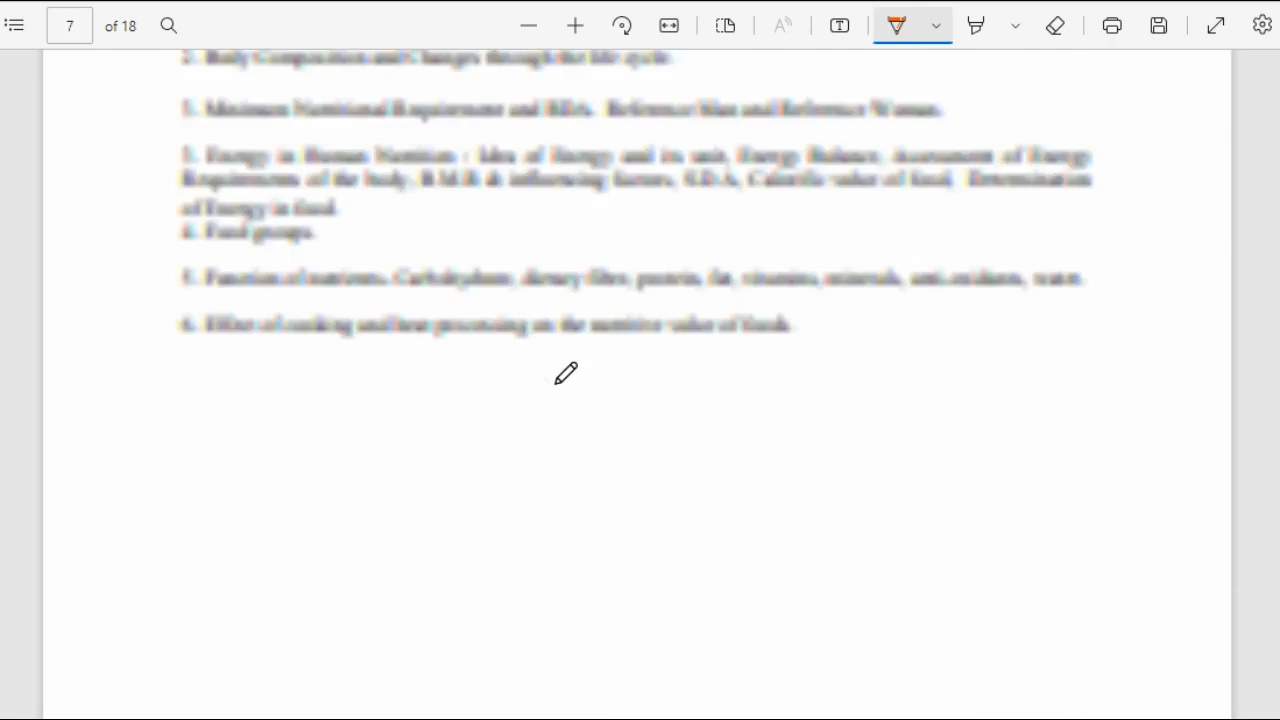 7 of 18
2. Body Composition and Changes through the life cycle.
Minimum Nutritional Requirement and RDA. Reference Man and Reference Woman.
Energy in Human Nutrition : Idea of Energy and its unit, Energy Balance, Assessment of Energy
Requirements of the body, B.M.R & influencing factors, S.D.A, Calorific value of food, Determination
of Energy in food.
4. Food groups.
5. Function of nutrients, Carbohydrate, dietary fibre, protein, fat, vitamins, minerals, anti-oxidants, water.
6. Effect of cooking and heat processing on the nutritive value of foods.